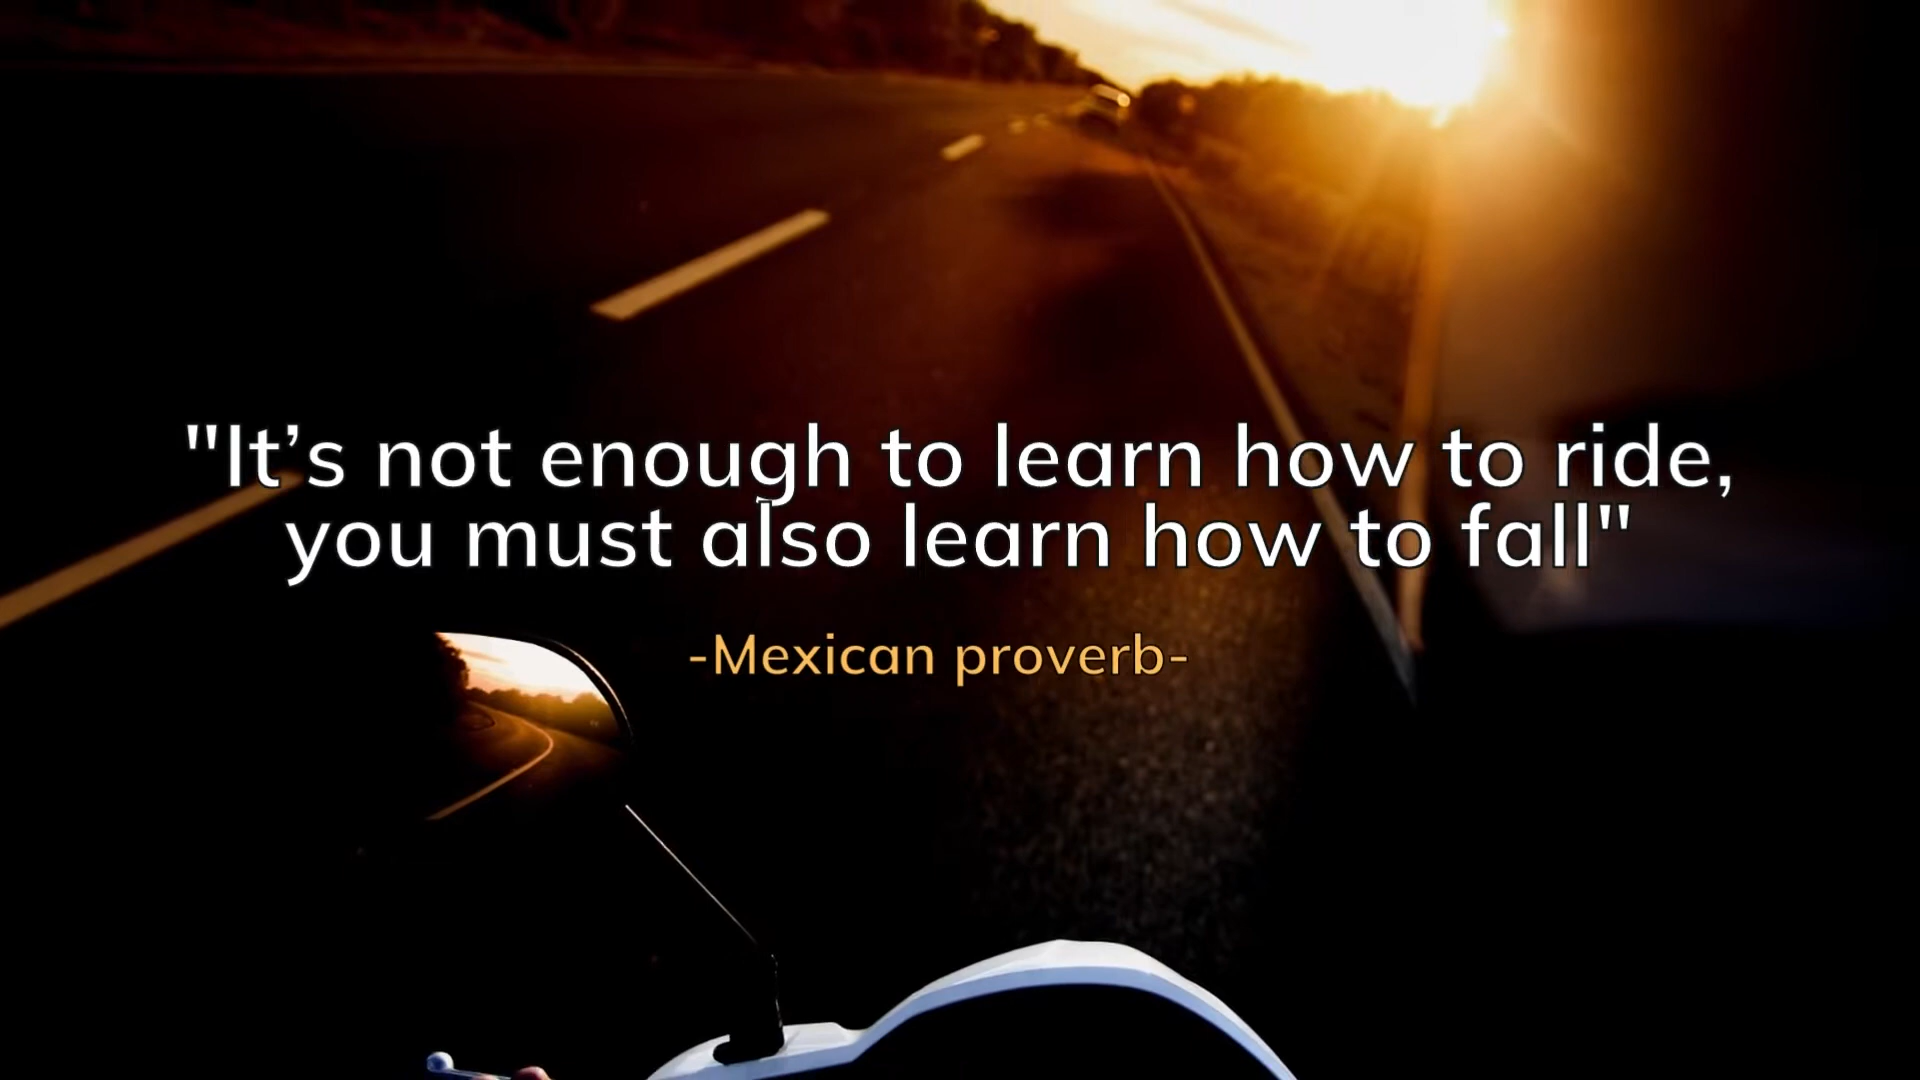 "It’s not enough to learn how to ride,
you must also learn how to fall"
-Mexican proverb-